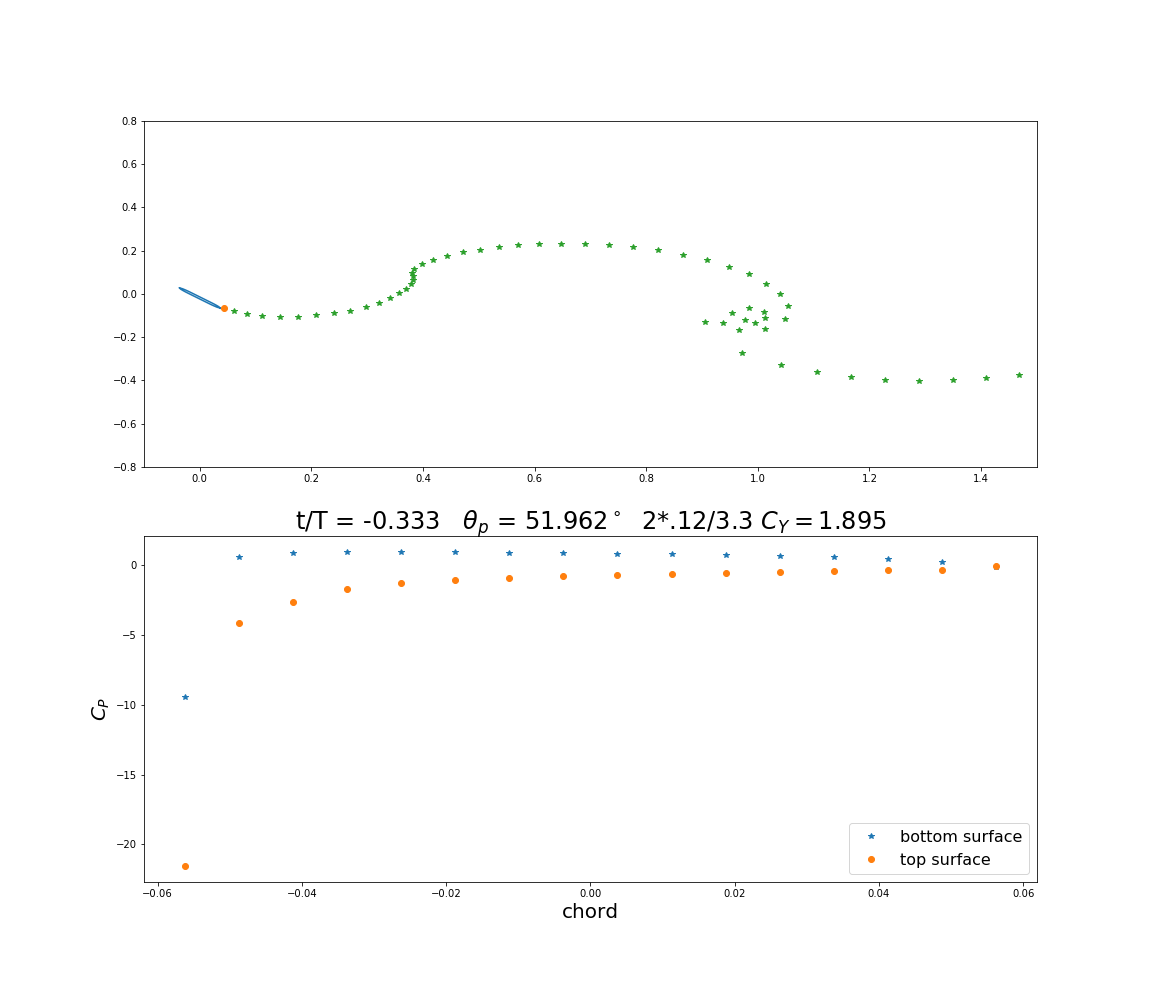 0.8
0.6
0.4
0.2
0.0
−0.2
−0.4
−0.6
−0.8
0.0 0.2 0.4 0.6 0.8 1.0 1.2 1.4
t/T = -0.333 θp = 51.962° 2*.12/3.3 CY = 1.895
0
−5
−10
−15
−20
CP
bottom surface
top surface
−0.06 −0.04 −0.02 0.00 0.02 0.04 0.06
chord